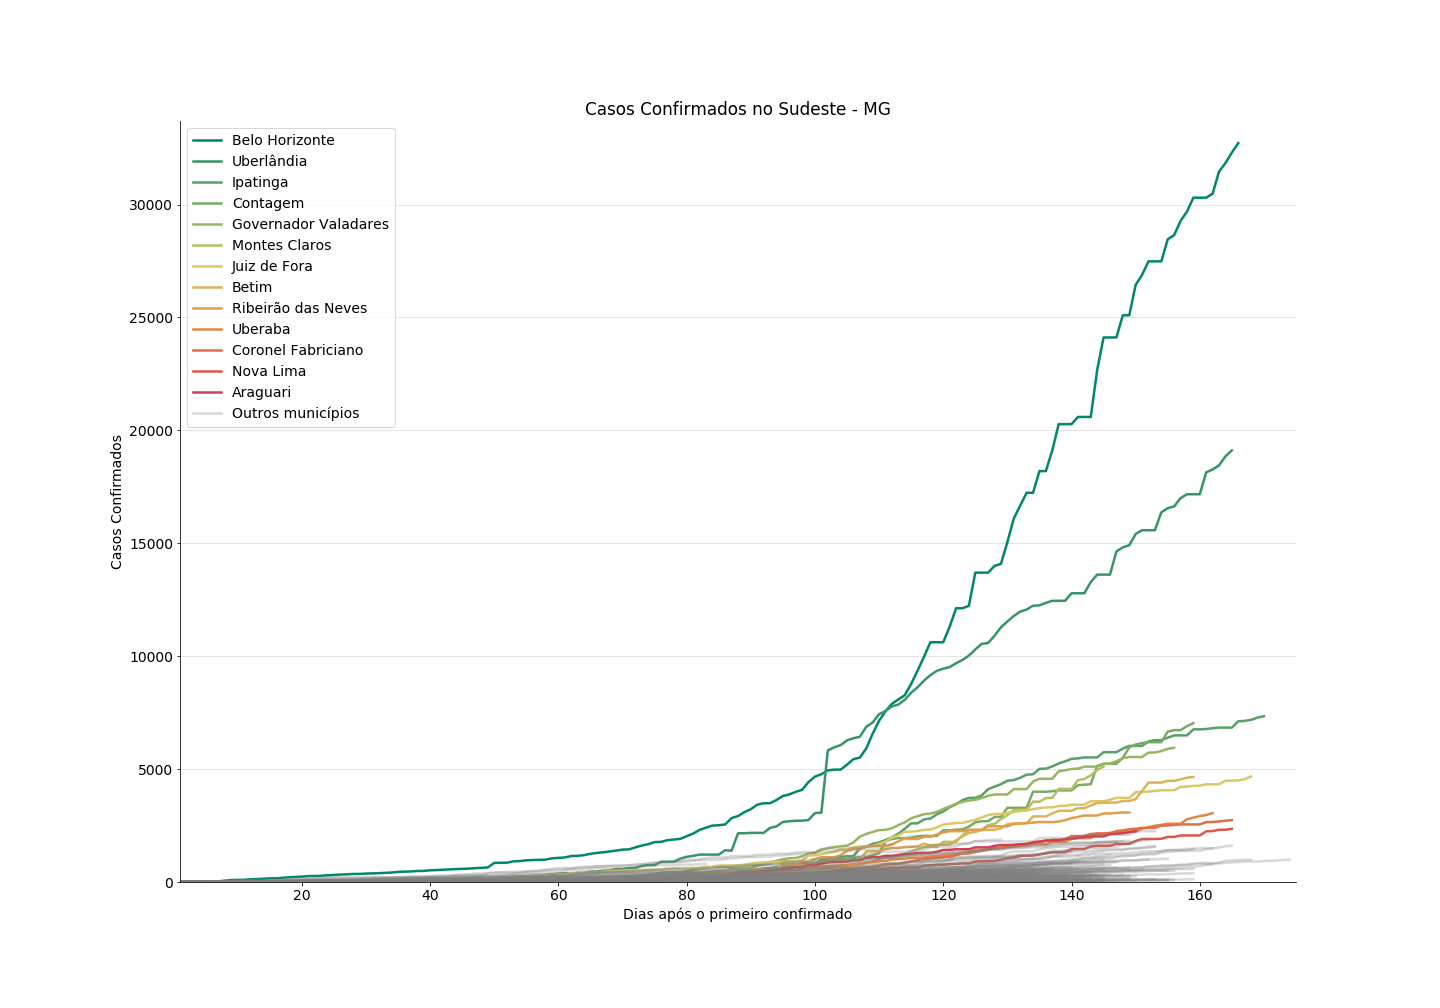 Casos Confirmados no Sudeste - MG
Belo Horizonte
Uberlândia
Ipatinga
Contagem
Governador Valadares
Montes Claros
Juiz de Fora
Betim
Ribeirão das Neves
Uberaba
Coronel Fabriciano
Nova Lima
Araguari
Outros municípios
Casos Confirmados
30000
25000
20000
15000
10000
5000
0
20 40 60 80 100 120 140 160
Dias após o primeiro confirmado